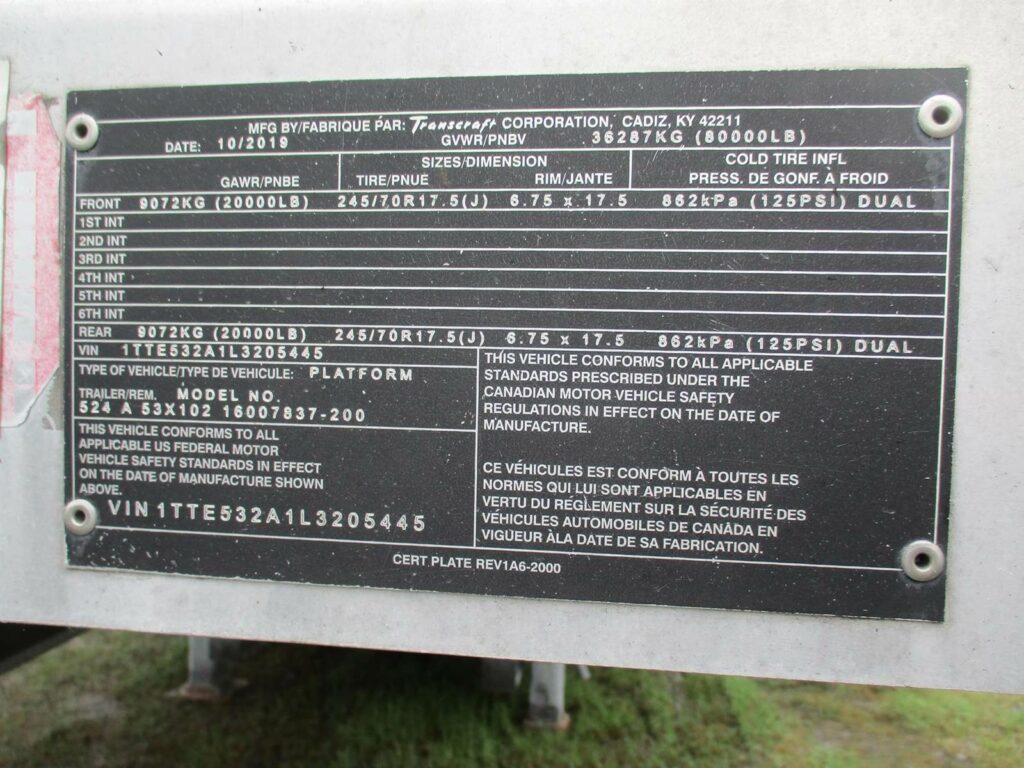 MFG BY/FABRIQUE PAR: Transcraft CORPORATION, CADIZ, KY 42211
DATE: 10/2019 GVWR/PNBV 36287KG (80000LB)
SIZES/DIMENSION COLD TIRE INFL
GAWR/PNBE TIRE/PNUE RIM/JANTE PRESS. DE GONF. À FROID
FRONT 9072KG (20000LB) 245/70R17.5(J) 6.75 x 17.5 862kPa (125PSI) DUAL
1ST INT
2ND INT
3RD INT
4TH INT
5TH INT
6TH INT
REAR 9072KG (20000LB) 245/70R17.5(J) 6.75 x 17.5 862kPa (125PSI) DUAL
VIN 1TTE532A1L3205445
TYPE OF VEHICLE/TYPE DE VEHICULE: PLATFORM
TRAILER/REM. MODEL NO.
524 A 53X102 16007837-200
THIS VEHICLE CONFORMS TO ALL
APPLICABLE US FEDERAL MOTOR
VEHICLE SAFETY STANDARDS IN EFFECT
ON THE DATE OF MANUFACTURE SHOWN
ABOVE.
VIN 1TTE532A1L3205445
THIS VEHICLE CONFORMS TO ALL APPLICABLE
STANDARDS PRESCRIBED UNDER THE
CANADIAN MOTOR VEHICLE SAFETY
REGULATIONS IN EFFECT ON THE DATE OF
MANUFACTURE.
CE VÉHICULES EST CONFORM À TOUTES LES
NORMES QUI LUI SONT APPLICABLES EN
VERTU DU RÉGLEMENT SUR LA SÉCURITÉ DES
VÉHICULES AUTOMOBILES DE CANADA EN
VIGUEUR ÀLA DATE DE SA FABRICATION.
CERT PLATE REV1A6-2000